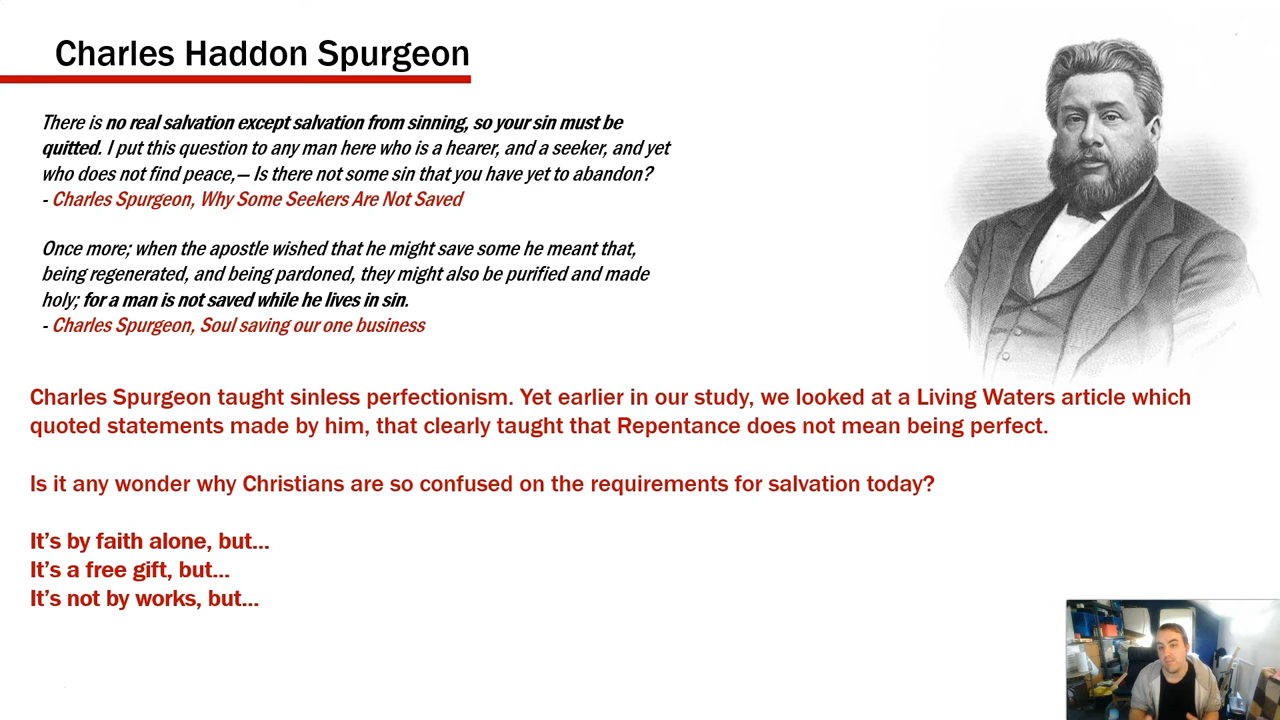 Charles Haddon Spurgeon
There is no real salvation except salvation from sinning, so your sin must be
quitted. I put this question to any man here who is a hearer, and a seeker, and yet
who does not find peace,— Is there not some sin that you have yet to abandon?
- Charles Spurgeon, Why Some Seekers Are Not Saved
Once more; when the apostle wished that he might save some he meant that,
being regenerated, and being pardoned, they might also be purified and made
holy; for a man is not saved while he lives in sin.
- Charles Spurgeon, Soul saving our one business
Charles Spurgeon taught sinless perfectionism. Yet earlier in our study, we looked at a Living Waters article which
quoted statements made by him, that clearly taught that Repentance does not mean being perfect.
Is it any wonder why Christians are so confused on the requirements for salvation today?
It’s by faith alone, but...
It’s a free gift, but...
It’s not by works, but...